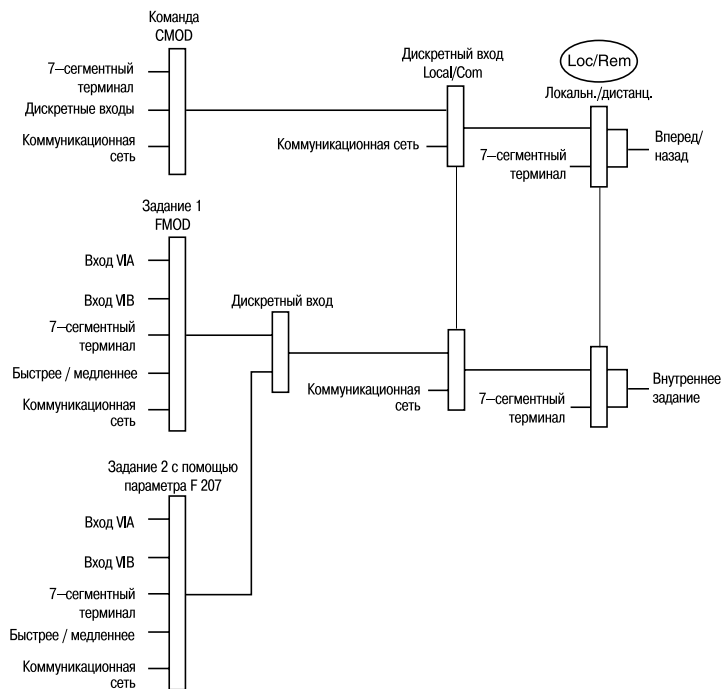 Команда
CMOD
7–сегментный
терминал
Дискретные входы
Коммуникационная
сеть
Дискретный вход
Local/Com
Коммуникационная сеть
Loc/Rem
Локальн./дистанц.
7–сегментный
терминал
Вперед/
назад
Задание 1
FMOD
Вход VIA
Вход VIB
7–сегментный
терминал
Быстрее / медленнее
Коммуникационная
сеть
Дискретный вход
Коммуникационная
сеть
7–сегментный
терминал
Внутреннее
задание
Задание 2 с помощью
параметра F 207
Вход VIA
Вход VIB
7–сегментный
терминал
Быстрее / медленнее
Коммуникационная
сеть